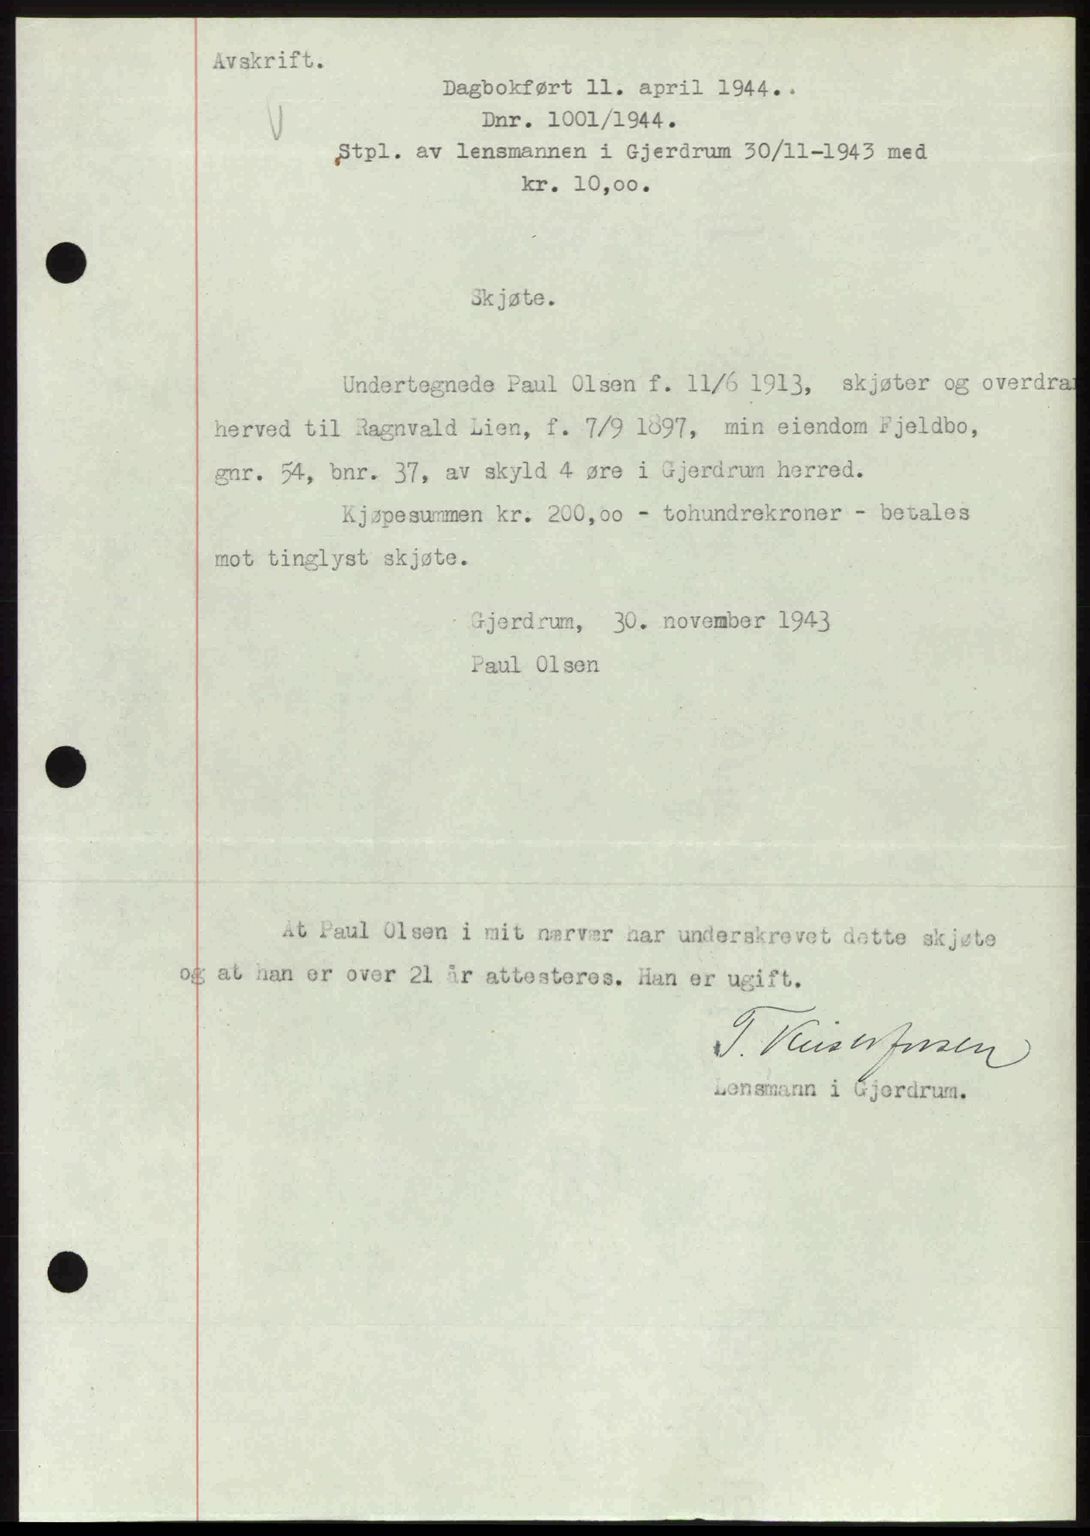 Avskrift.
Dagbokført 11. april 1944..
Dnr. 1001/1944.
Stpl. av lensmannen i Gjerdrum 30/11-1943 med
kr. 10,oo.
Skjøte.
Undertegnede Paul Olsen f. 11/6 1913, skjøter og overdra
herved til Ragnvald Lien, f. 7/9 1897, min eiendom Fjeldbo,
gnr. 54, bnr. 37, av skyld 4 øre i Gjerdrum herred.
Kjøpesummen kr. 200,oo - tohundrekroner - betales
mot tinglyst skjøte.
Gjerdrum, 30. november 1943
Paul Olsen
At Paul Olsen i mit nærvær har underskrevet dette skjøte
og at han er over 21 år attesteres. Han er ugift.
T.
Lensmann i Gjerdrum.